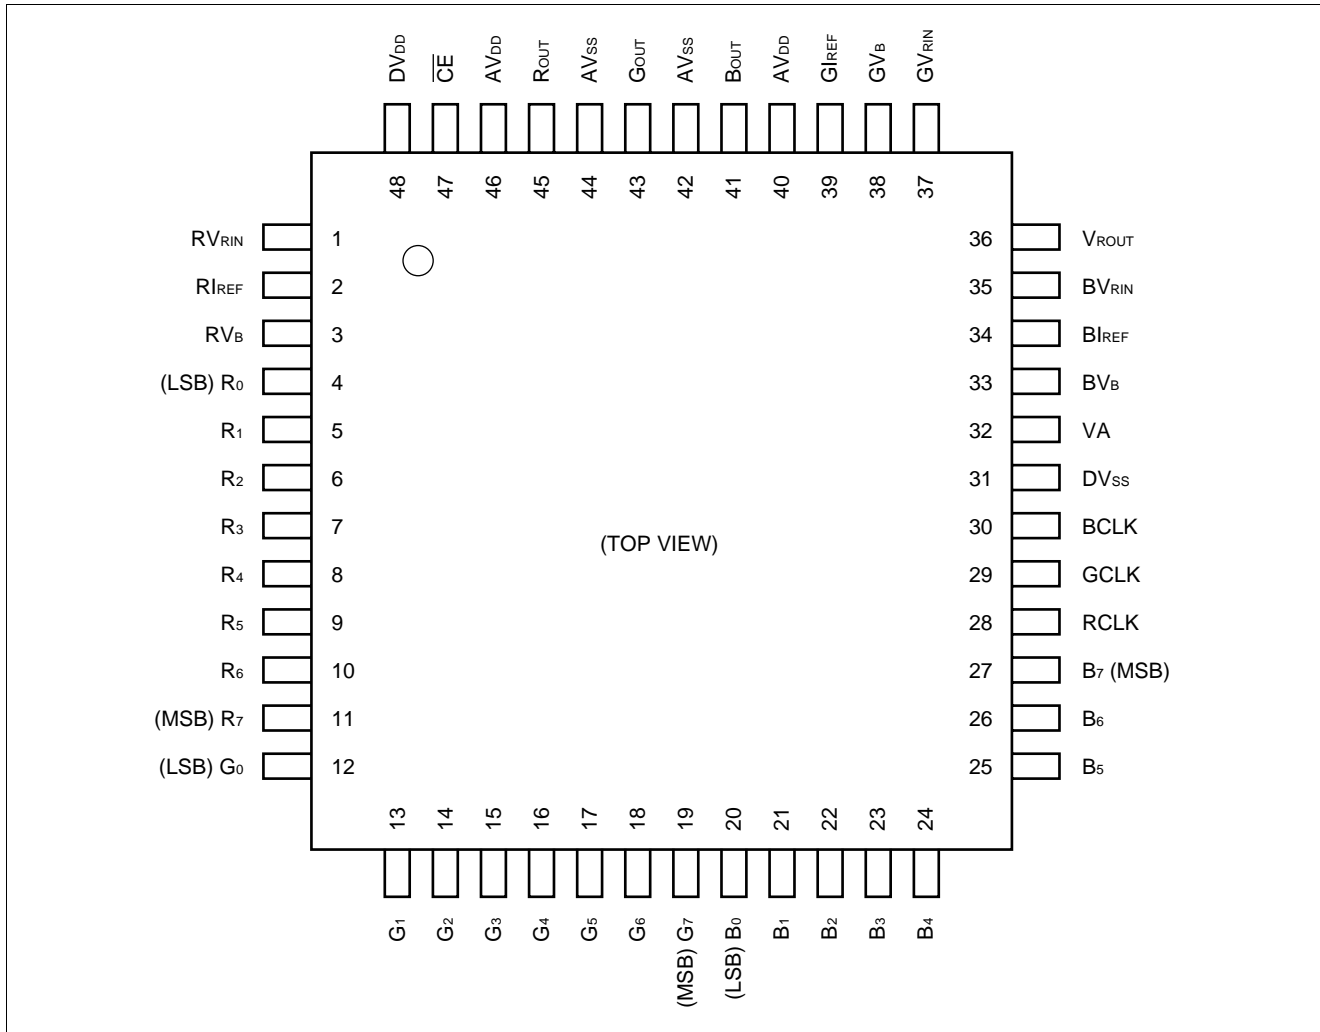 DVDD
CE
AVDD
ROUT
AVSS
GOUT
AVSS
BOUT
AVDD
GIREF
GVB
GVRIN
48 47 46 45 44 43 42 41 40 39 38 37
RVRIN 1 36 VROUT
RIREF 2 35 BVRIN
RVB 3 34 BIREF
(LSB) R0 4 33 BVB
R1 5 32 VA
R2 6 31 DVSS
R3 7 30 BCLK
(TOP VIEW)
R4 8 29 GCLK
R5 9 28 RCLK
R6 10 27 B7 (MSB)
(MSB) R7 11 26 B6
(LSB) G0 12 25 B5
13 14 15 16 17 18 19 20 21 22 23 24
G1
G2
G3
G4
G5
G6
(MSB) G7
(LSB) B0
B1
B2
B3
B4